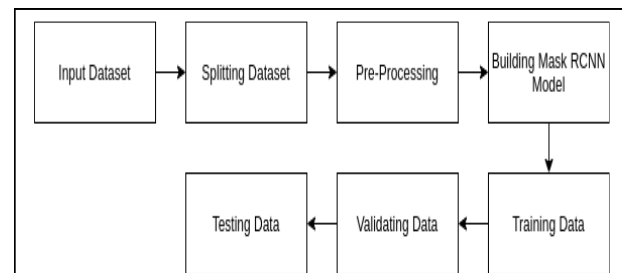 Input Dataset
Splitting Dataset
Pre-Processing
Building Mask RCNN
Model
Training Data
Validating Data
Testing Data